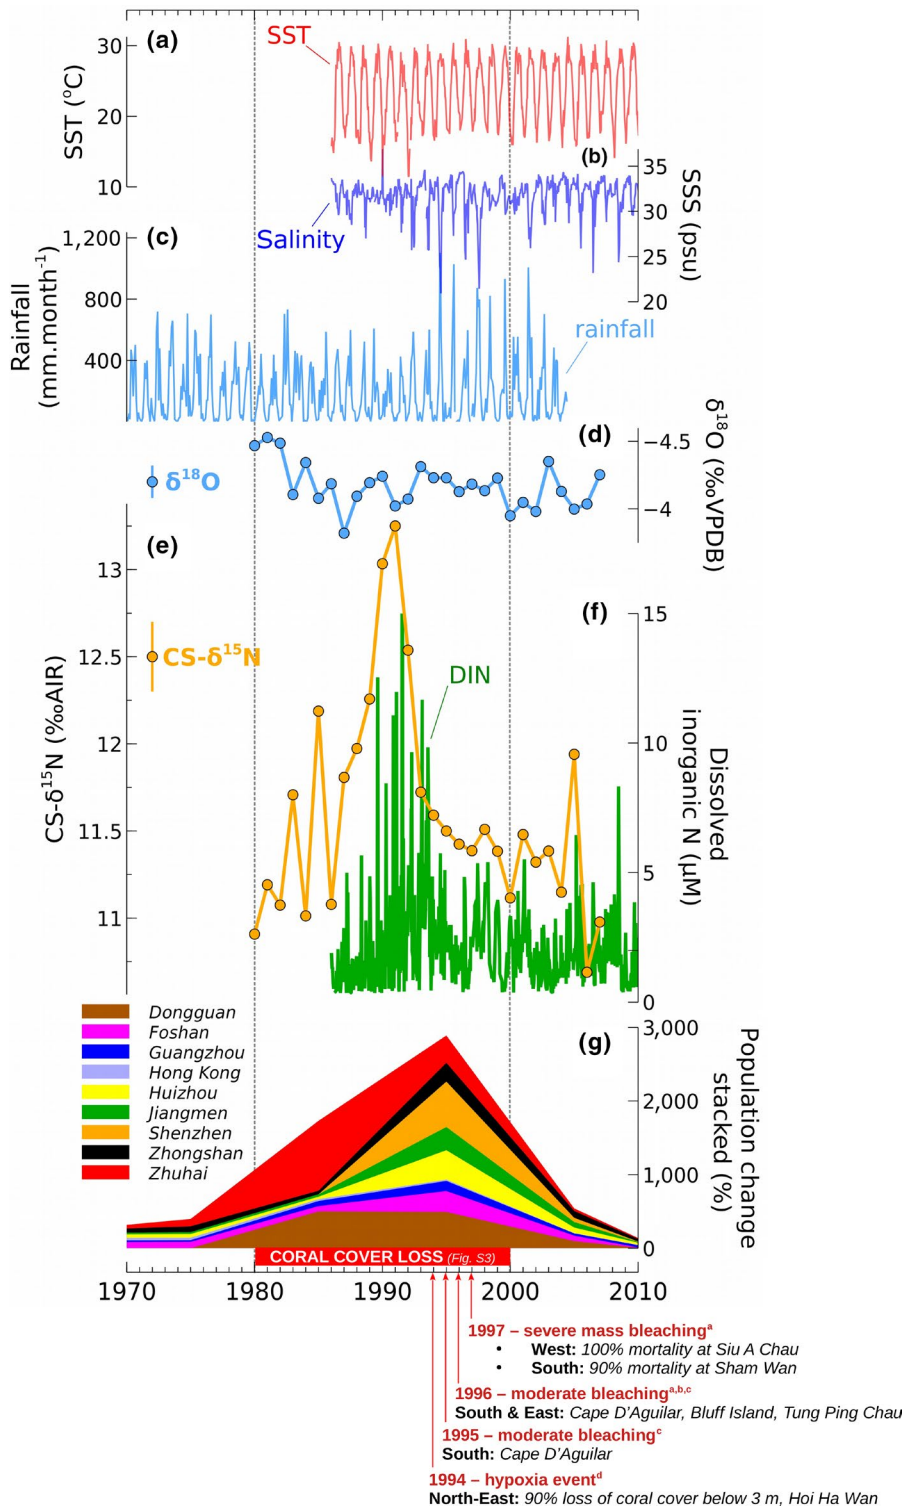 (a)
SST
30
20
10
SST (⁰C)
(b)
35
30
25
20
SSS (psu)
Salinity
(c)
1,200
800
400
Rainfall
(mm.month⁻¹)
rainfall
(d)
δ¹⁸O
−4.5
−4
δ¹⁸O (‰VPDB)
(e)
13
12.5
12
11.5
11
CS-δ¹⁵N (‰AIR)
CS-δ¹⁵N
(f)
DIN
15
10
5
0
Dissolved
inorganic N (μM)
Dongguan
Foshan
Guangzhou
Hong Kong
Huizhou
Jiangmen
Shenzhen
Zhongshan
Zhuhai
(g)
3,000
2,000
1,000
0
Population change
stacked (%)
CORAL COVER LOSS (Fig. S3)
1970 1980 1990 2000 2010
1997 – severe mass bleachingᵃ
• West: 100% mortality at Siu A Chau
• South: 90% mortality at Sham Wan
1996 – moderate bleachingᵃ,ᵇ,ᶜ
South & East: Cape D'Aguilar, Bluff Island, Tung Ping Chau
1995 – moderate bleachingᶜ
South: Cape D'Aguilar
1994 – hypoxia eventᵈ
North-East: 90% loss of coral cover below 3 m, Hoi Ha Wan